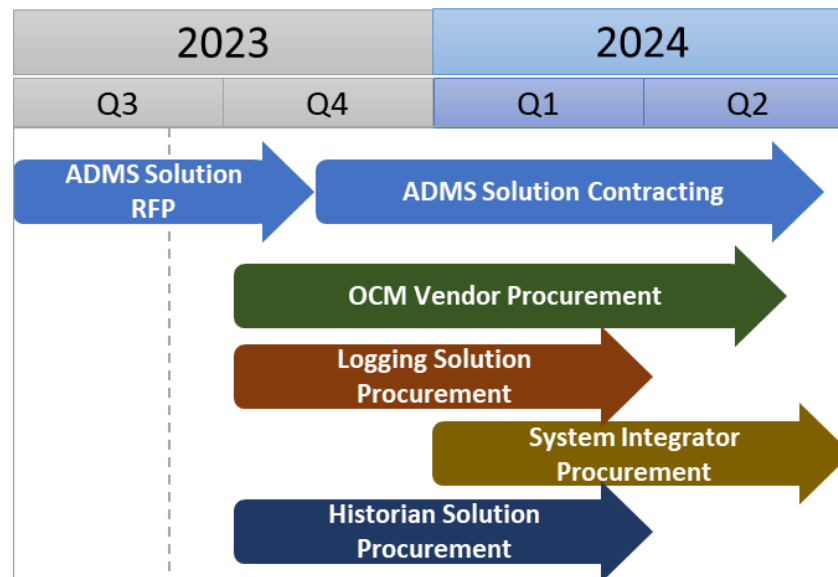 2023
2024
Q3
Q4
Q1
Q2
ADMS Solution
RFP
ADMS Solution Contracting
OCM Vendor Procurement
Logging Solution
Procurement
System Integrator
Procurement
Historian Solution
Procurement